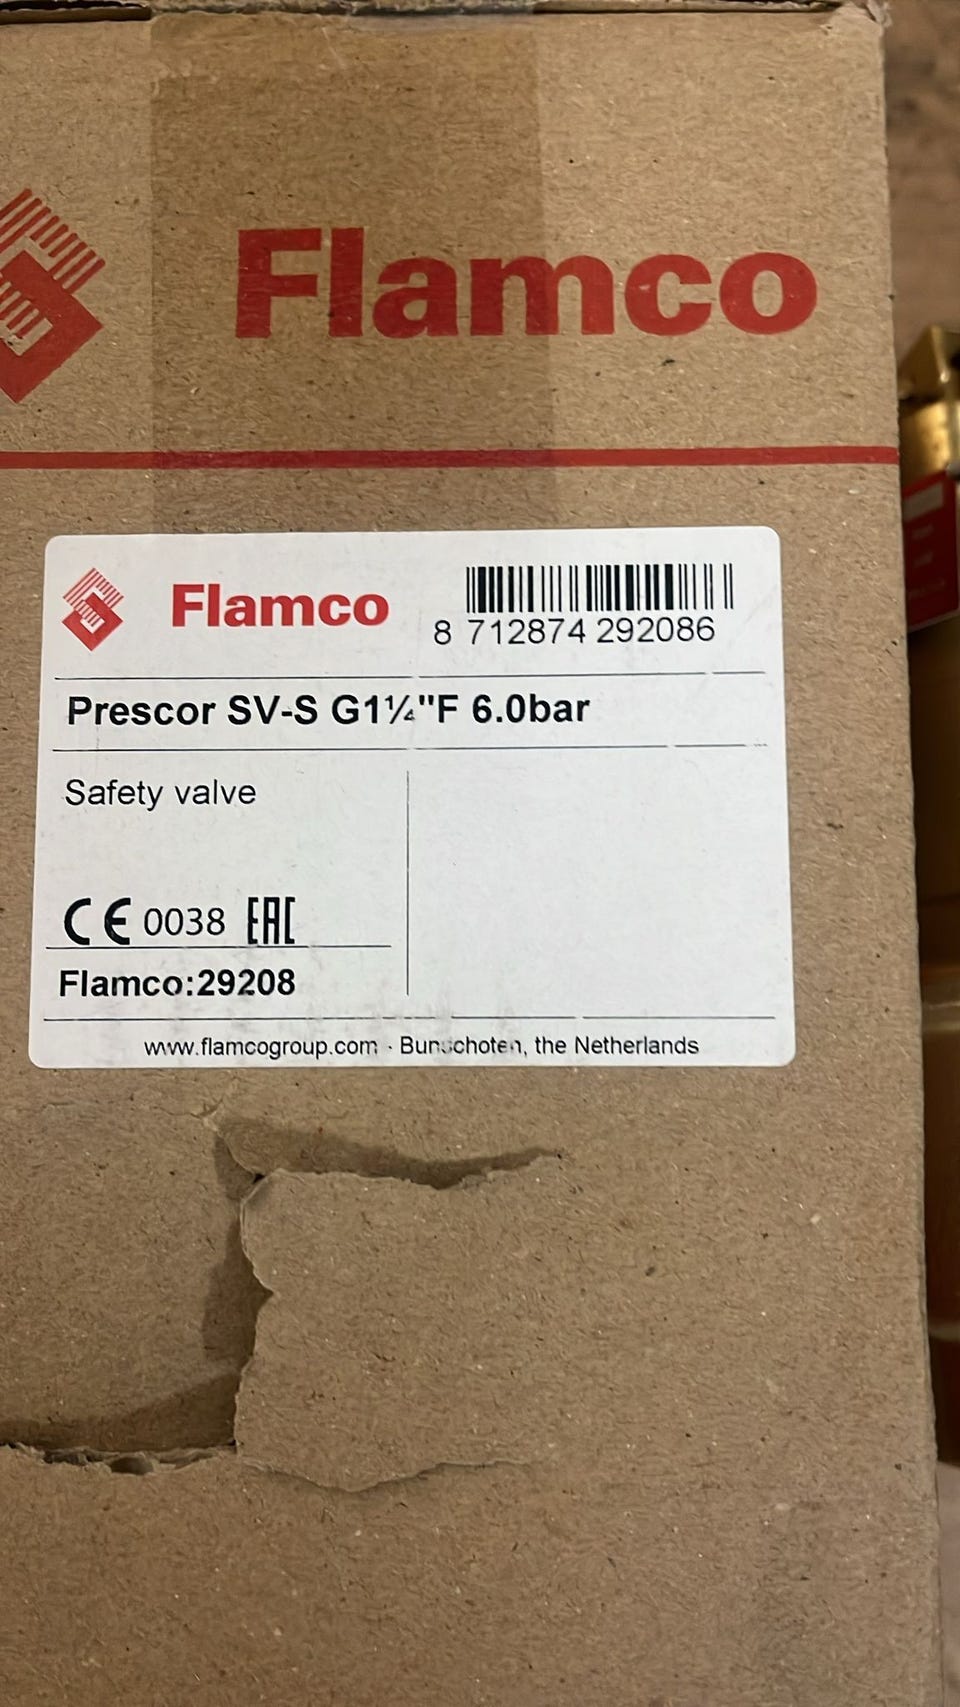 Flamco
Flamco
8 712874 292086
Prescor SV-S G1¼"F 6.0bar
Safety valve
CE 0038 EAC
Flamco:29208
www.flamcogroup.com · Bunschoten, the Netherlands